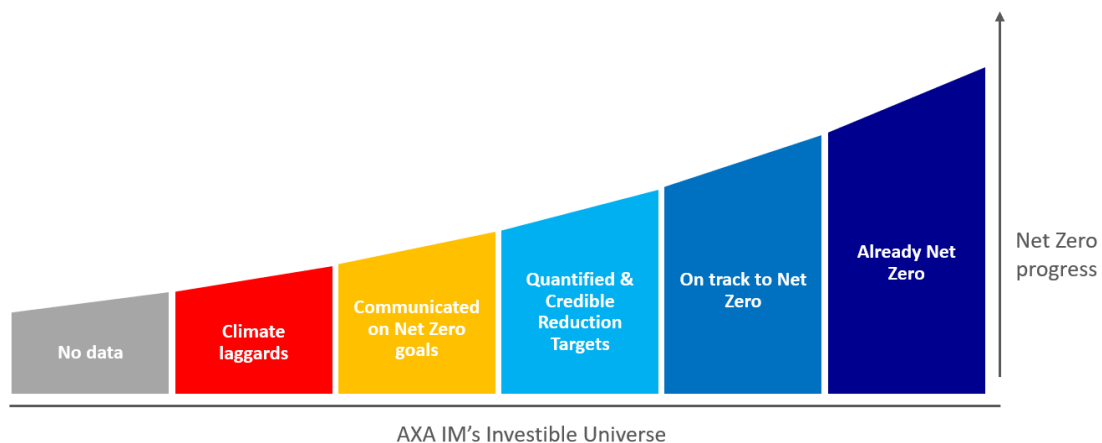 No data
Climate
laggards
Communicated
on Net Zero
goals
Quantified &
Credible
Reduction
Targets
On track to Net
Zero
Already Net
Zero
Net Zero
progress
AXA IM's Investible Universe